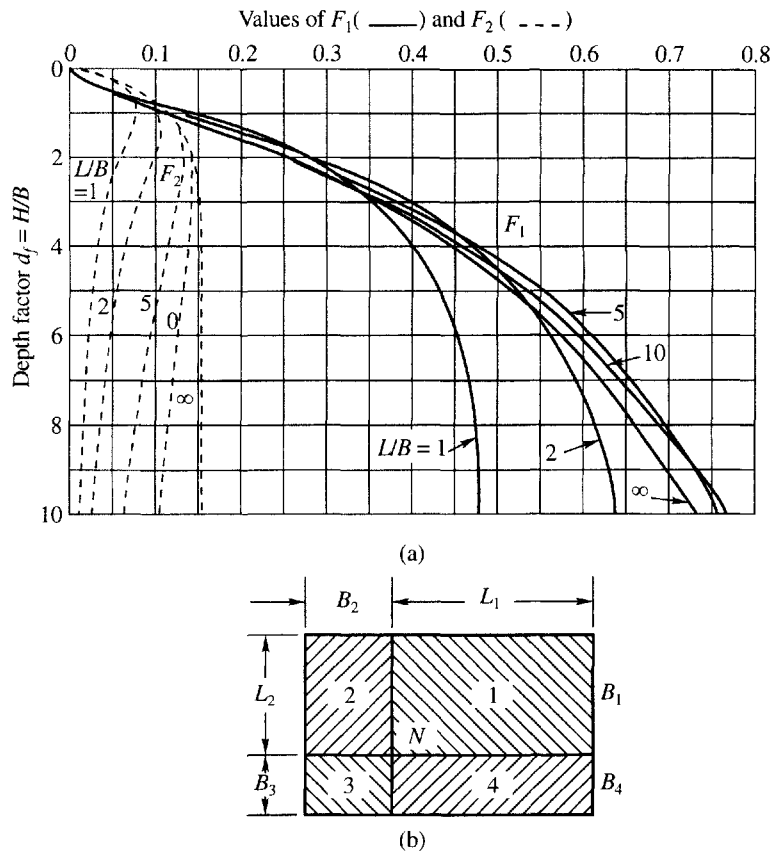 Values of F₁( —— ) and F₂ ( - - - )
0 0.1 0.2 0.3 0.4 0.5 0.6 0.7 0.8
Depth factor d_f = H/B
0
2
4
6
8
10
L/B
=1
F₂
2
5
0
∞
F₁
5
10
L/B = 1
2
∞
(a)
B₂
L₁
L₂
2
1
B₁
N
B₃
3
4
B₄
(b)